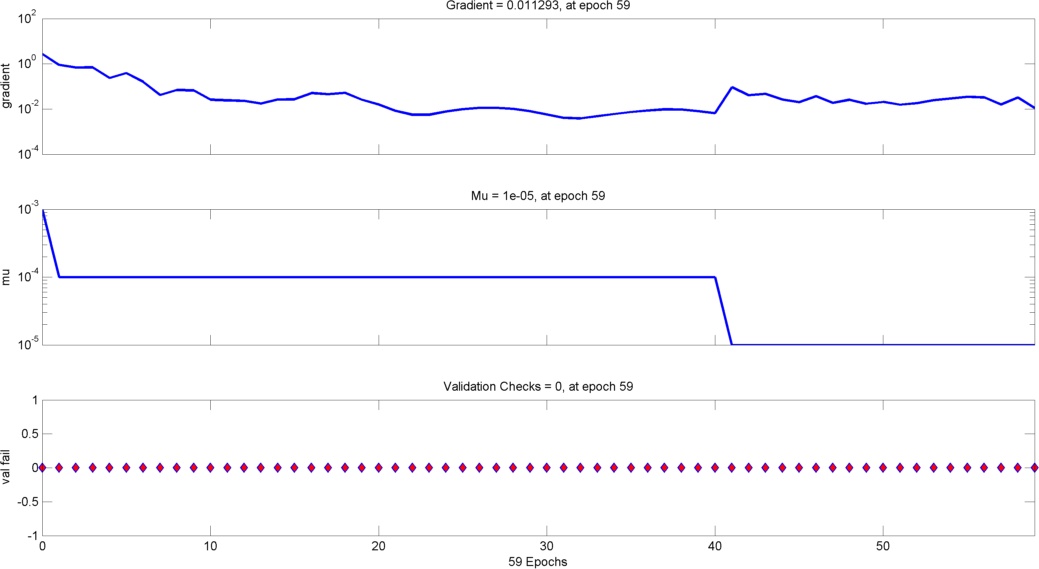 Gradient = 0.011293, at epoch 59
10^2
10^0
10^-2
10^-4
gradient
Mu = 1e-05, at epoch 59
10^-3
10^-4
10^-5
mu
Validation Checks = 0, at epoch 59
1
0.5
0
-0.5
-1
val fail
0 10 20 30 40 50
59 Epochs